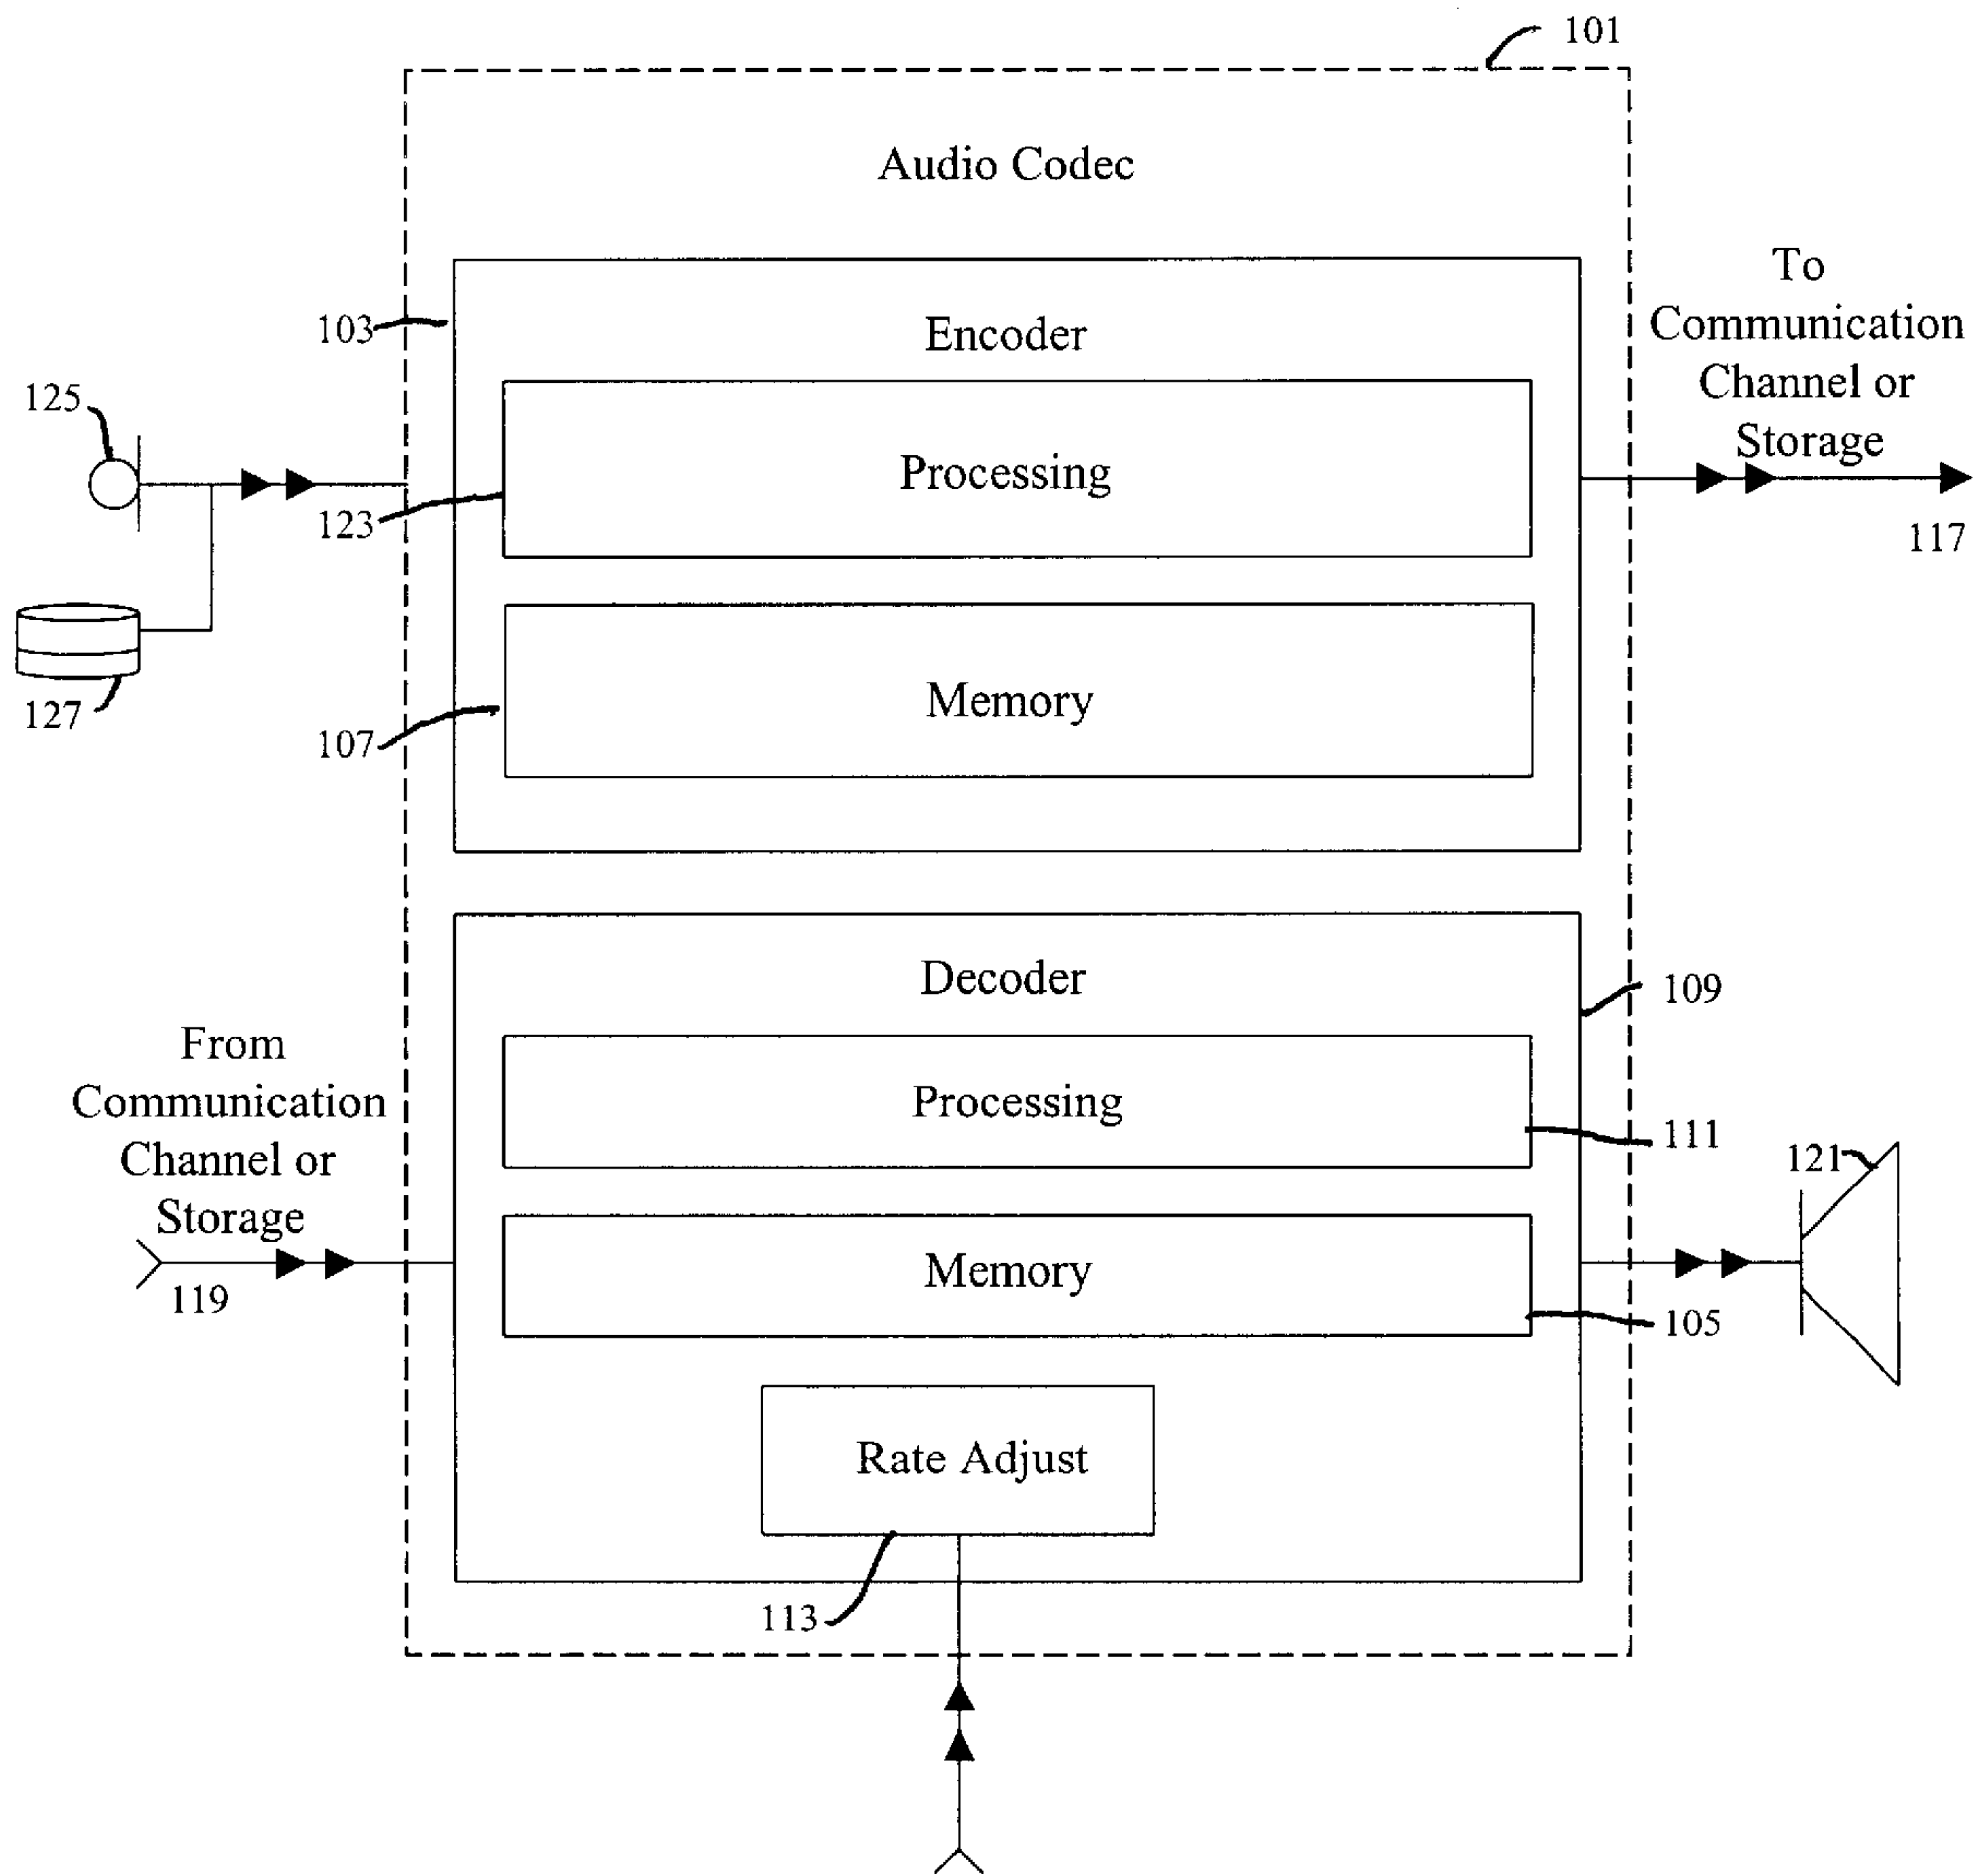 101
Audio Codec
To
Communication
Channel or
Storage
103
Encoder
125
Processing
123
117
Memory
127
107
Decoder
109
From
Communication
Channel or
Storage
Processing
111
121
Memory
119
105
Rate Adjust
113